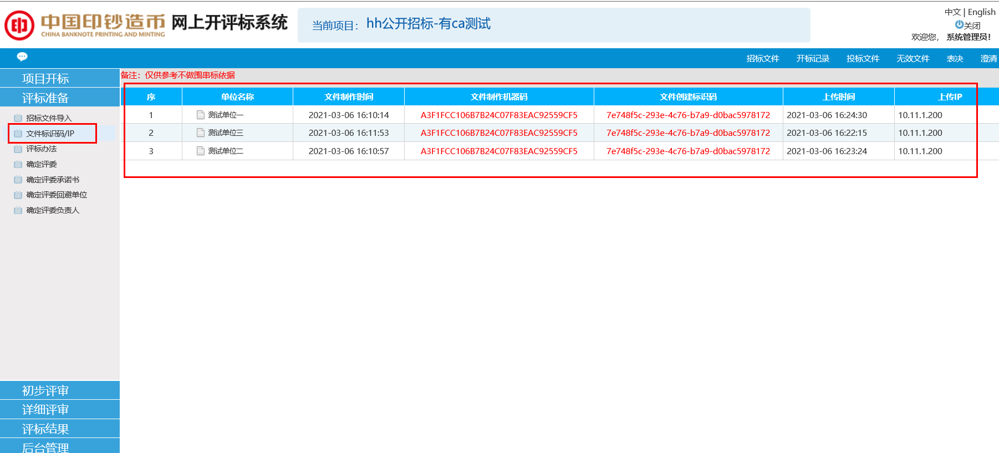 中国印钞造币
CHINA BANKNOTE PRINTING AND MINTING
网上开评标系统
当前项目： hh公开招标-有ca测试
中文 | English
关闭
欢迎您， 系统管理员！
招标文件 开标记录 投标文件 无效文件 表决 澄清
项目开标
评标准备
招标文件导入
文件标识码/IP
评标办法
确定评委
确定评委承诺书
确定评委回避单位
确定评委负责人
初步评审
详细评审
评标结果
后台管理
备注：仅供参考不做围串标依据
序 单位名称 文件制作时间 文件制作机器码 文件创建标识码 上传时间 上传IP
1 测试单位一 2021-03-06 16:10:14 A3F1FCC106B7B24C07F83EAC92559CF5 7e748f5c-293e-4c76-b7a9-d0bac5978172 2021-03-06 16:24:30 10.11.1.200
2 测试单位三 2021-03-06 16:11:53 A3F1FCC106B7B24C07F83EAC92559CF5 7e748f5c-293e-4c76-b7a9-d0bac5978172 2021-03-06 16:22:15 10.11.1.200
3 测试单位二 2021-03-06 16:10:57 A3F1FCC106B7B24C07F83EAC92559CF5 7e748f5c-293e-4c76-b7a9-d0bac5978172 2021-03-06 16:23:24 10.11.1.200